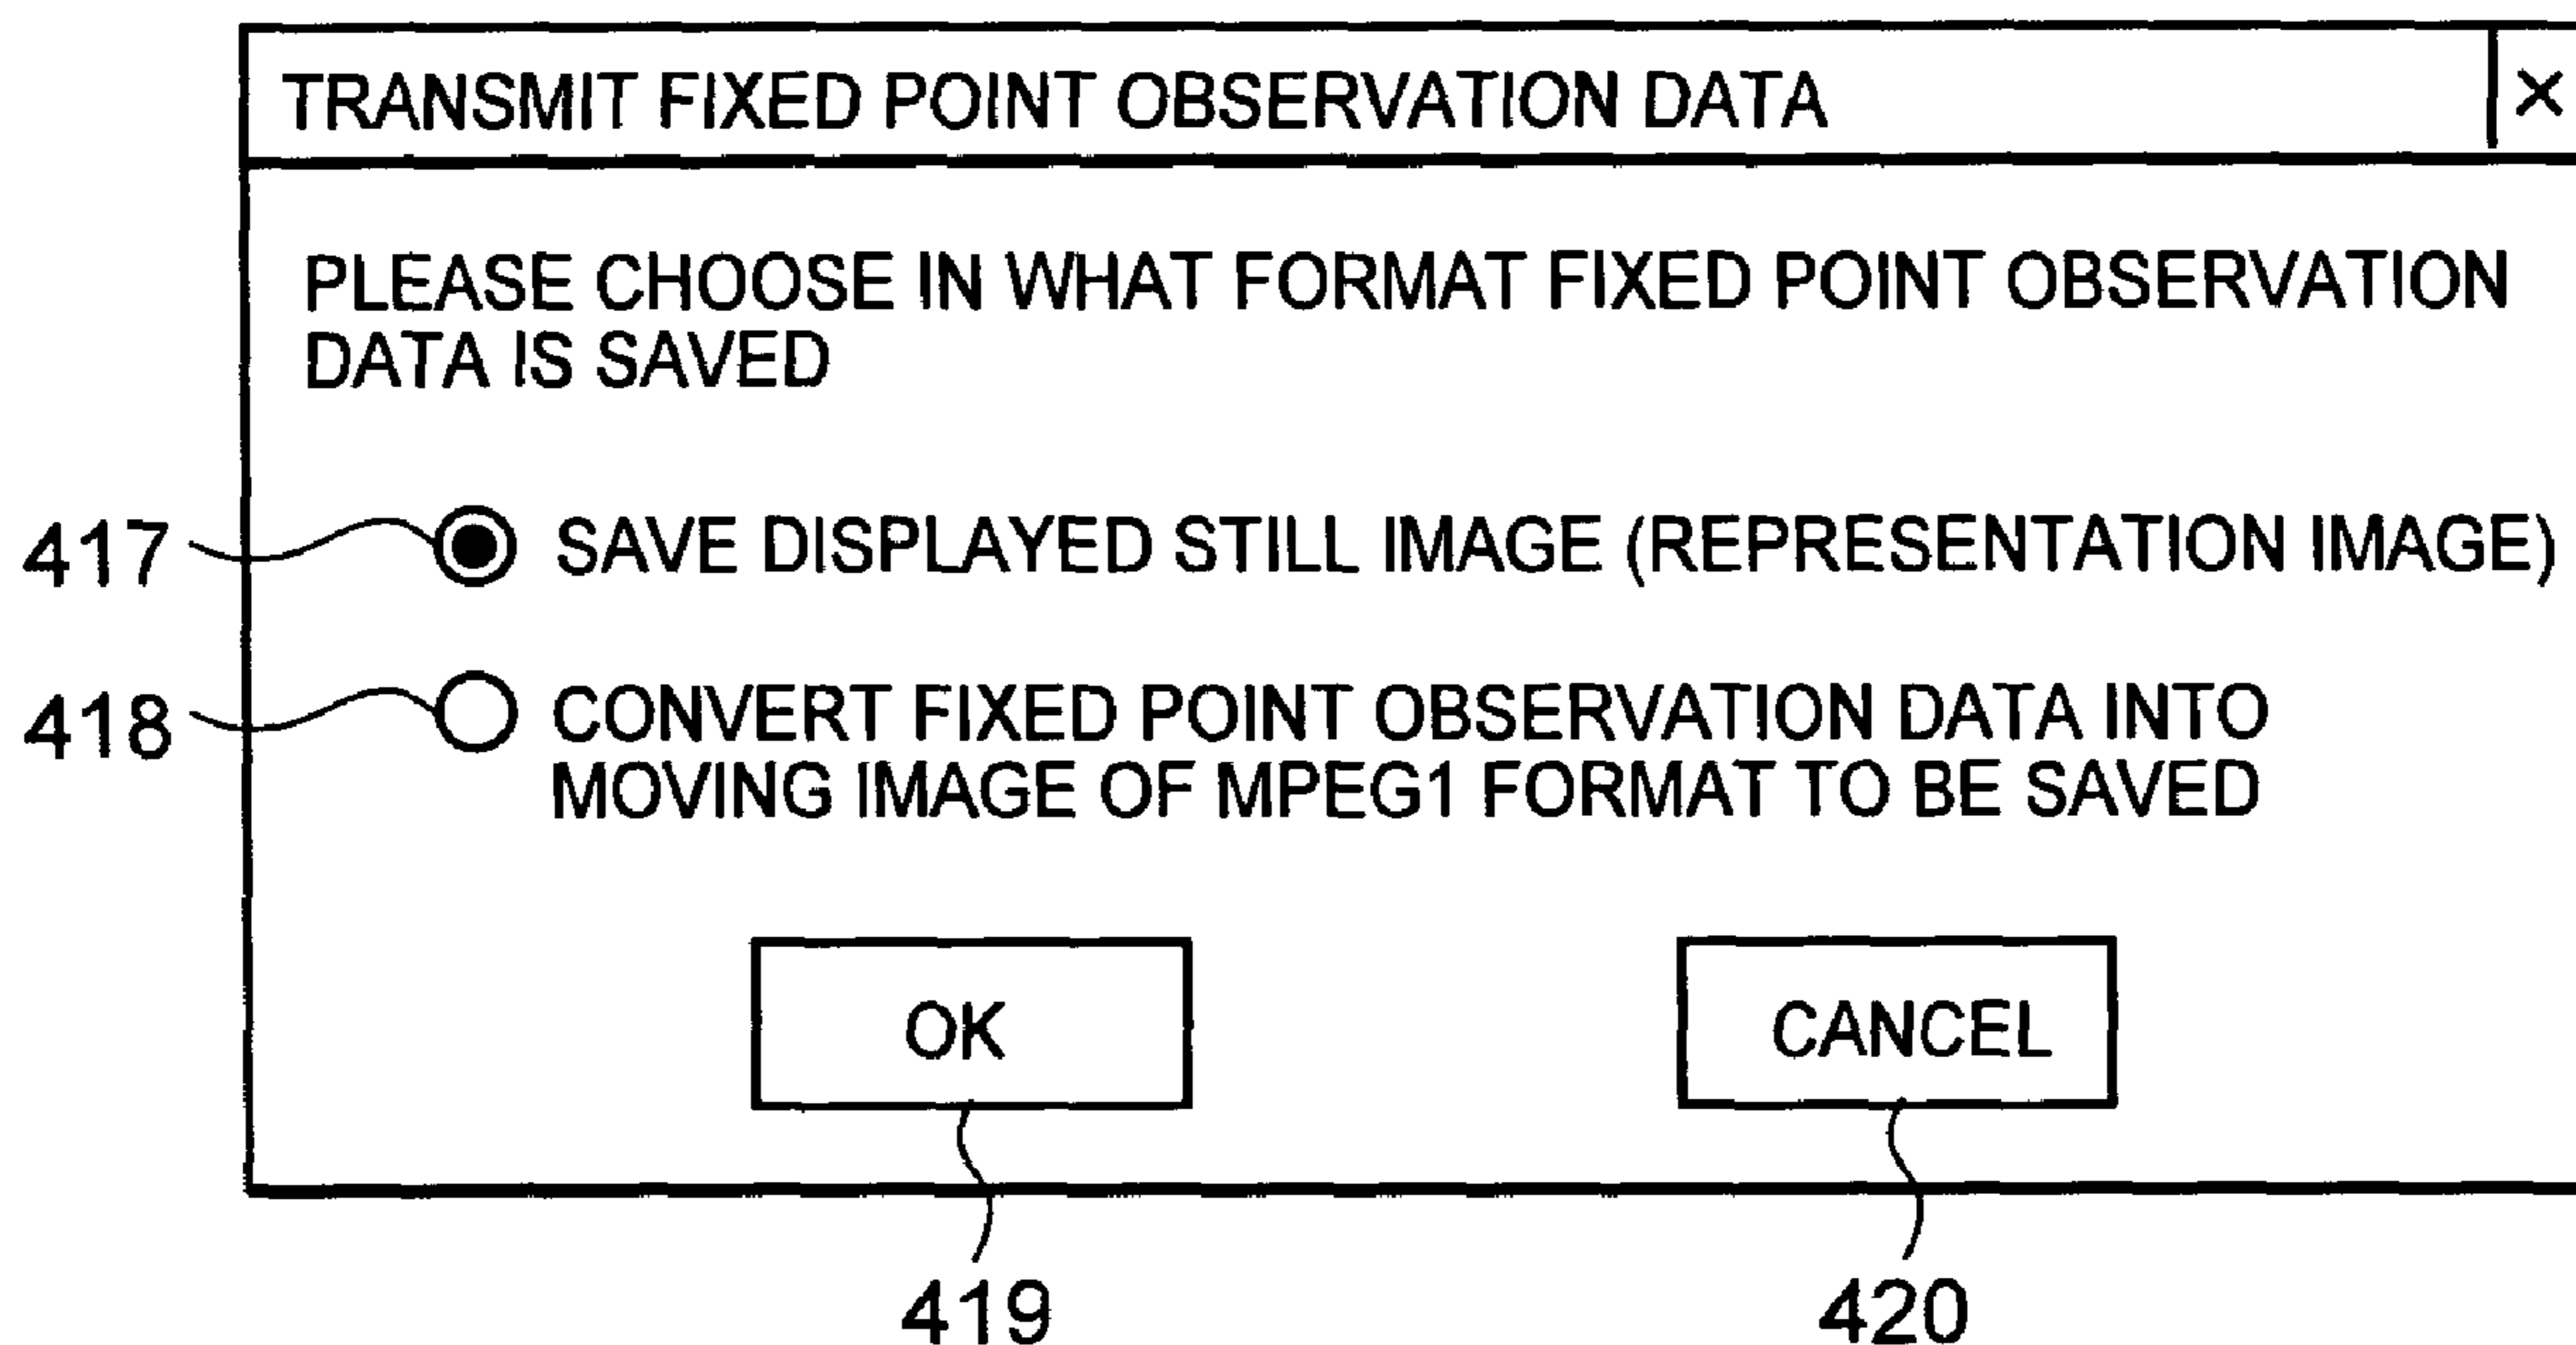 TRANSMIT FIXED POINT OBSERVATION DATA ×
PLEASE CHOOSE IN WHAT FORMAT FIXED POINT OBSERVATION
DATA IS SAVED
417 SAVE DISPLAYED STILL IMAGE (REPRESENTATION IMAGE)
418 CONVERT FIXED POINT OBSERVATION DATA INTO
MOVING IMAGE OF MPEG1 FORMAT TO BE SAVED
OK CANCEL
419 420